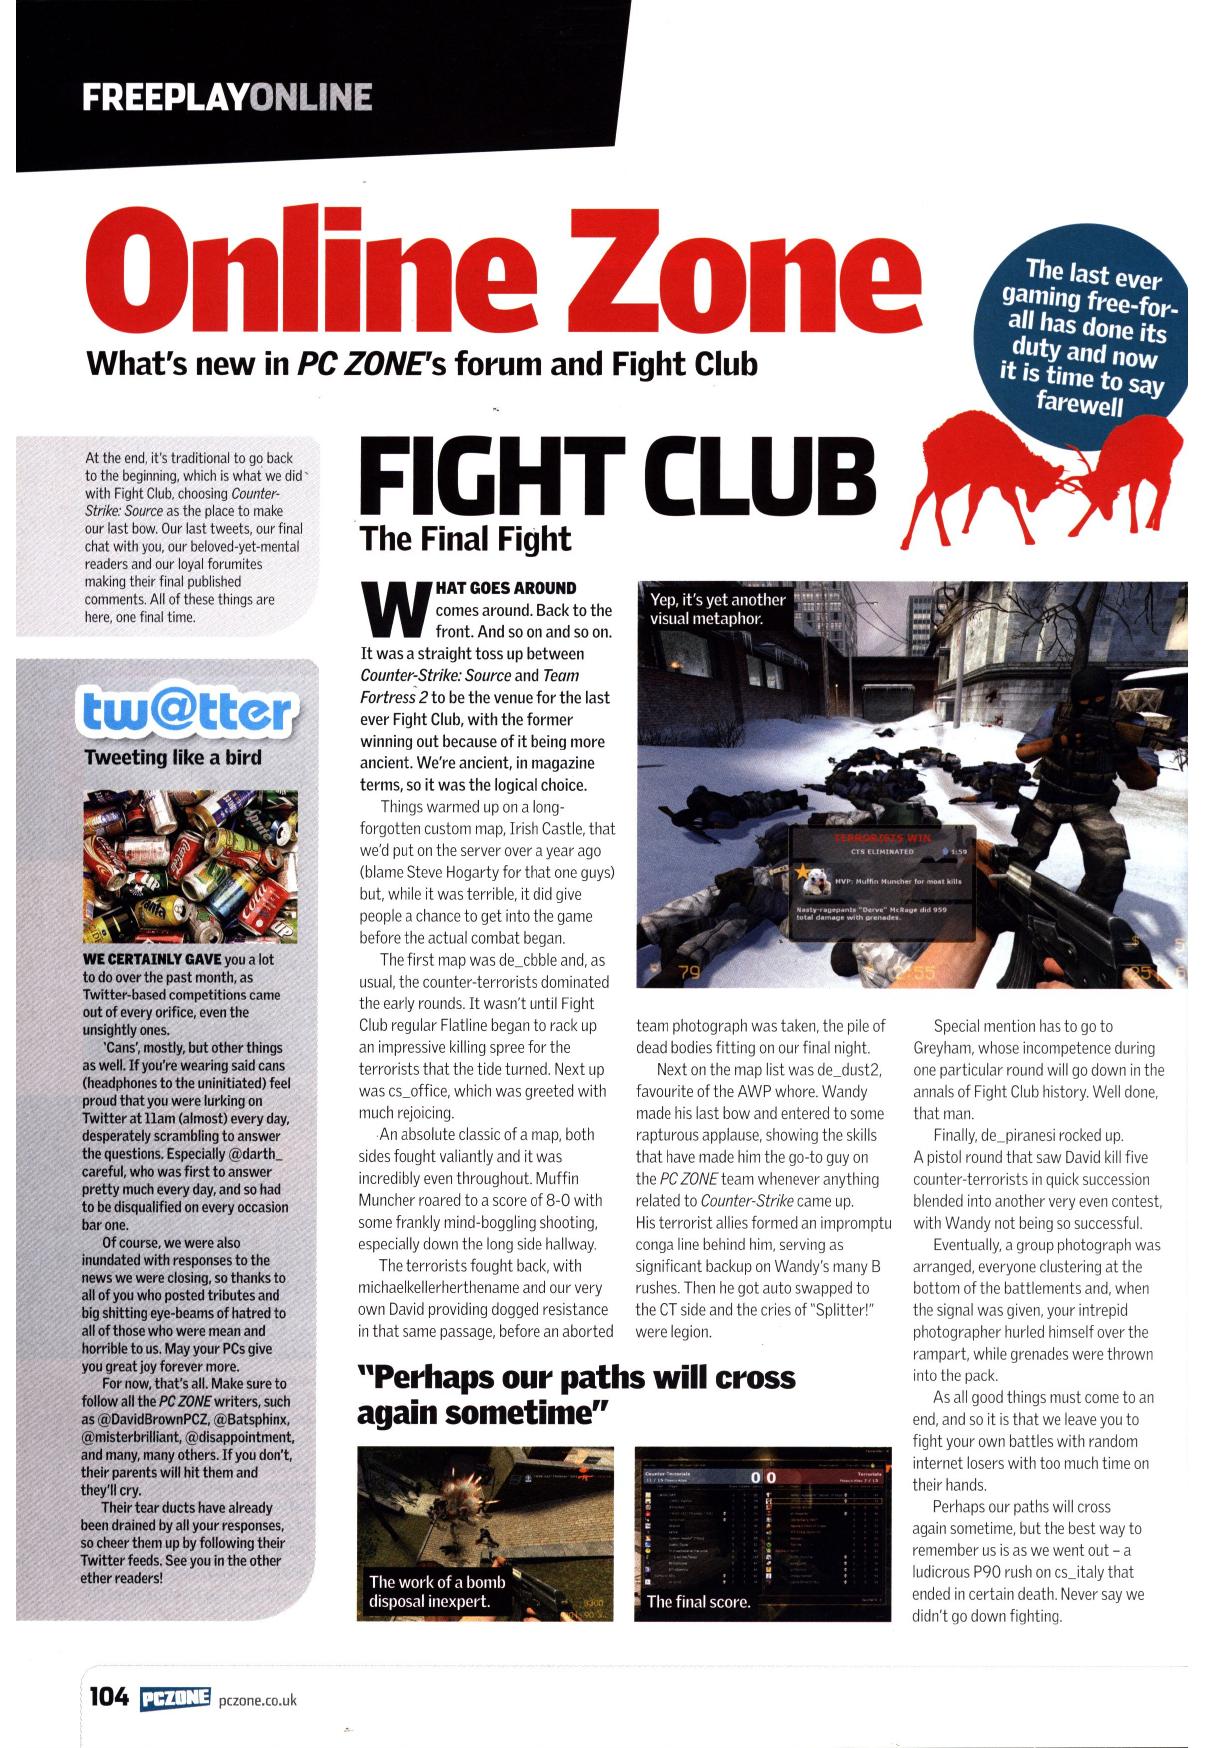 FREEPLAYONLINE
Online Zone
What's new in PC ZONE's forum and Fight Club
The last ever
gaming free-for-
all has done its
duty and now
it is time to say
farewell
At the end, it's traditional to go back
to the beginning, which is what we did
with Fight Club, choosing Counter-
Strike: Source as the place to make
our last bow. Our last tweets, our final
chat with you, our beloved-yet-mental
readers and our loyal forumites
making their final published
comments. All of these things are
here, one final time.
tw@tter
Tweeting like a bird
WE CERTAINLY GAVE you a lot
to do over the past month, as
Twitter-based competitions came
out of every orifice, even the
unsightly ones.
'Cans', mostly, but other things
as well. If you're wearing said cans
(headphones to the uninitiated) feel
proud that you were lurking on
Twitter at 11am (almost) every day,
desperately scrambling to answer
the questions. Especially @darth_
careful, who was first to answer
pretty much every day, and so had
to be disqualified on every occasion
bar one.
Of course, we were also
inundated with responses to the
news we were closing, so thanks to
all of you who posted tributes and
big shitting eye-beams of hatred to
all of those who were mean and
horrible to us. May your PCs give
you great joy forever more.
For now, that's all. Make sure to
follow all the PC ZONE writers, such
as @DavidBrownPCZ, @Batsphinx,
@misterbrilliant, @disappointment,
and many, many others. If you don't,
their parents will hit them and
they'll cry.
Their tear ducts have already
been drained by all your responses,
so cheer them up by following their
Twitter feeds. See you in the other
ether readers!
FIGHT CLUB
The Final Fight
WHAT GOES AROUND
comes around. Back to the
front. And so on and so on.
It was a straight toss up between
Counter-Strike: Source and Team
Fortress 2 to be the venue for the last
ever Fight Club, with the former
winning out because of it being more
ancient. We're ancient, in magazine
terms, so it was the logical choice.
Things warmed up on a long-
forgotten custom map, Irish Castle, that
we'd put on the server over a year ago
(blame Steve Hogarty for that one guys)
but, while it was terrible, it did give
people a chance to get into the game
before the actual combat began.
The first map was de_cbble and, as
usual, the counter-terrorists dominated
the early rounds. It wasn't until Fight
Club regular Flatline began to rack up
an impressive killing spree for the
terrorists that the tide turned. Next up
was cs_office, which was greeted with
much rejoicing.
An absolute classic of a map, both
sides fought valiantly and it was
incredibly even throughout. Muffin
Muncher roared to a score of 8-0 with
some frankly mind-boggling shooting,
especially down the long side hallway.
The terrorists fought back, with
michaelkellerherthename and our very
own David providing dogged resistance
in that same passage, before an aborted
Yep, it's yet another
visual metaphor.
TERRORISTS WIN
CTS ELIMINATED 1:59
MVP: Muffin Muncher for most kills
Nasty-ragepants "Derve" McRage did 959
total damage with grenades.
79
2:55
25
team photograph was taken, the pile of
dead bodies fitting on our final night.
Next on the map list was de_dust2,
favourite of the AWP whore. Wandy
made his last bow and entered to some
rapturous applause, showing the skills
that have made him the go-to guy on
the PC ZONE team whenever anything
related to Counter-Strike came up.
His terrorist allies formed an impromptu
conga line behind him, serving as
significant backup on Wandy's many B
rushes. Then he got auto swapped to
the CT side and the cries of "Splitter!"
were legion.
Special mention has to go to
Greyham, whose incompetence during
one particular round will go down in the
annals of Fight Club history. Well done,
that man.
Finally, de_piranesi rocked up.
A pistol round that saw David kill five
counter-terrorists in quick succession
blended into another very even contest,
with Wandy not being so successful.
Eventually, a group photograph was
arranged, everyone clustering at the
bottom of the battlements and, when
the signal was given, your intrepid
photographer hurled himself over the
rampart, while grenades were thrown
into the pack.
As all good things must come to an
end, and so it is that we leave you to
fight your own battles with random
internet losers with too much time on
their hands.
Perhaps our paths will cross
again sometime, but the best way to
remember us is as we went out – a
ludicrous P90 rush on cs_italy that
ended in certain death. Never say we
didn't go down fighting.
"Perhaps our paths will cross
again sometime"
The work of a bomb
disposal inexpert.
Counter-Terrorists 0 0 Terrorists
The final score.
104 PCZONE pczone.co.uk